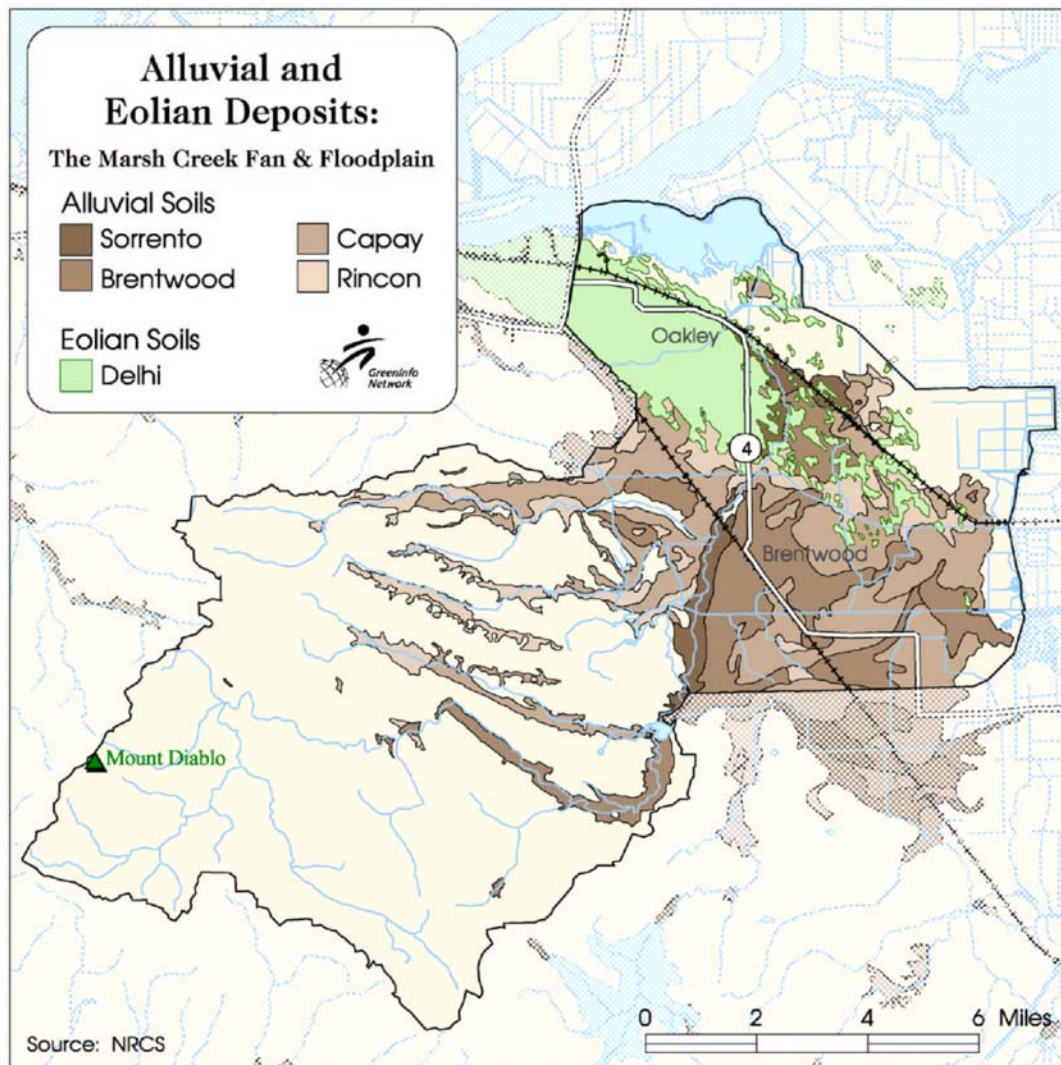 Alluvial and
Eolian Deposits:
The Marsh Creek Fan & Floodplain
Alluvial Soils
Sorrento
Capay
Brentwood
Rincon
Eolian Soils
Delhi
GreenInfo
Network
Oakley
4
Brentwood
Mount Diablo
0 2 4 6 Miles
Source: NRCS